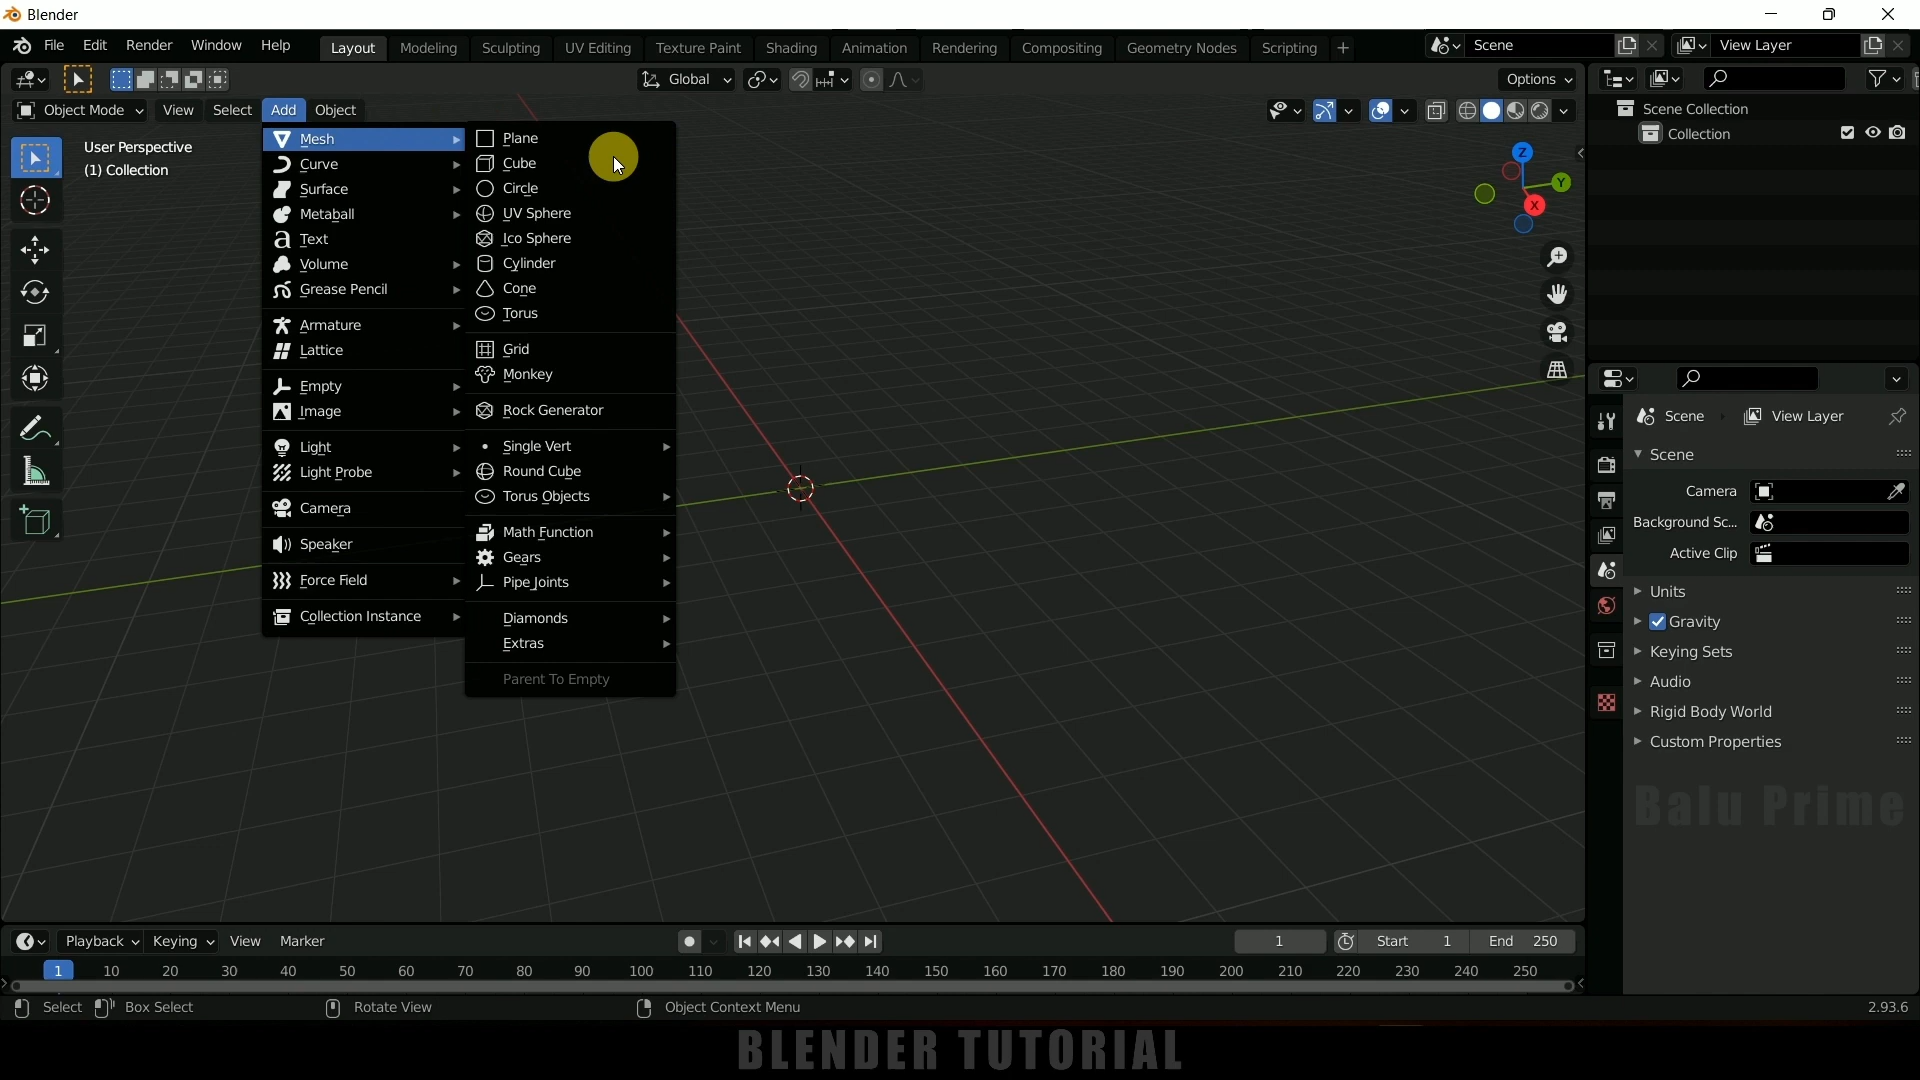 Blender
File Edit Render Window Help Layout Modeling Sculpting UV Editing Texture Paint Shading Animation Rendering Compositing Geometry Nodes Scripting + Scene View Layer
Global Options
Object Mode View Select Add Object
Scene Collection
Collection
User Perspective
(1) Collection
Mesh
Curve
Surface
Metaball
Text
Volume
Grease Pencil
Armature
Lattice
Empty
Image
Light
Light Probe
Camera
Speaker
Force Field
Collection Instance
Plane
Cube
Circle
UV Sphere
Ico Sphere
Cylinder
Cone
Torus
Grid
Monkey
Rock Generator
Single Vert
Round Cube
Torus Objects
Math Function
Gears
Pipe Joints
Diamonds
Extras
Parent To Empty
Z
Y
X
Scene View Layer
Scene
Camera
Background Sc...
Active Clip
Units
Gravity
Keying Sets
Audio
Rigid Body World
Custom Properties
Balu Prime
Playback Keying View Marker 1 Start 1 End 250
1 10 20 30 40 50 60 70 80 90 100 110 120 130 140 150 160 170 180 190 200 210 220 230 240 250
Select Box Select Rotate View Object Context Menu 2.93.6
BLENDER TUTORIAL